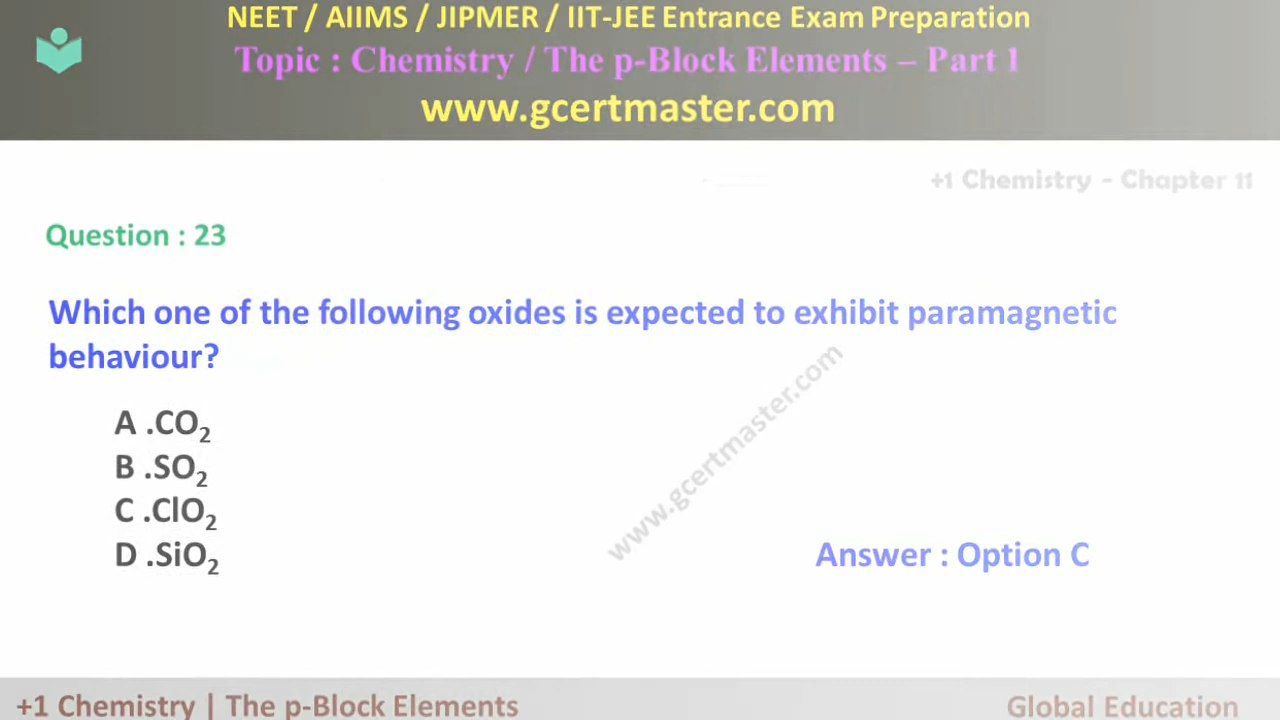 NEET / AIIMS / JIPMER / IIT-JEE Entrance Exam Preparation
Topic : Chemistry / The p-Block Elements – Part 1
www.gcertmaster.com
+1 Chemistry - Chapter 11
Question : 23
Which one of the following oxides is expected to exhibit paramagnetic
behaviour?
A .CO₂
B .SO₂
C .ClO₂
D .SiO₂
Answer : Option C
www.gcertmaster.com
+1 Chemistry | The p-Block Elements
Global Education